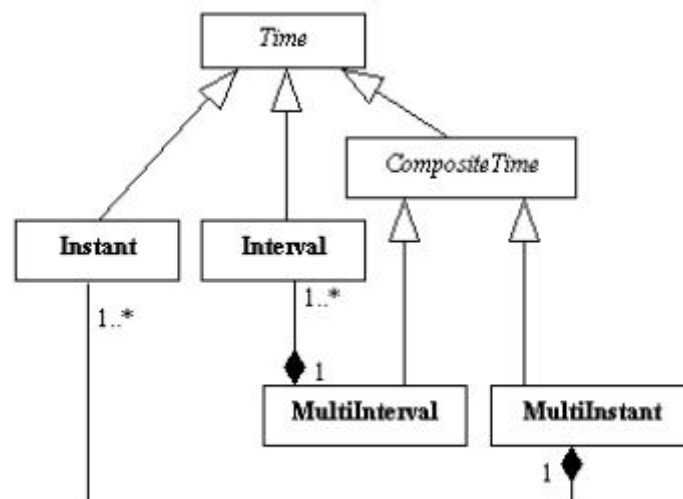 Time
CompositeTime
Instant
Interval
1..*
1..*
1
MultiInterval
MultiInstant
1